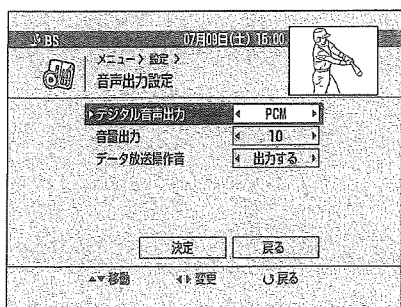 BS 07月09日(土) 15:00
メニュー > 設定 >
音声出力設定
▶デジタル音声出力 ◀ PCM ▶
音量出力 ◀ 10 ▶
データ放送操作音 ◀ 出力する ▶
決定 戻る
▲▼移動 ◀▶変更 ↺戻る